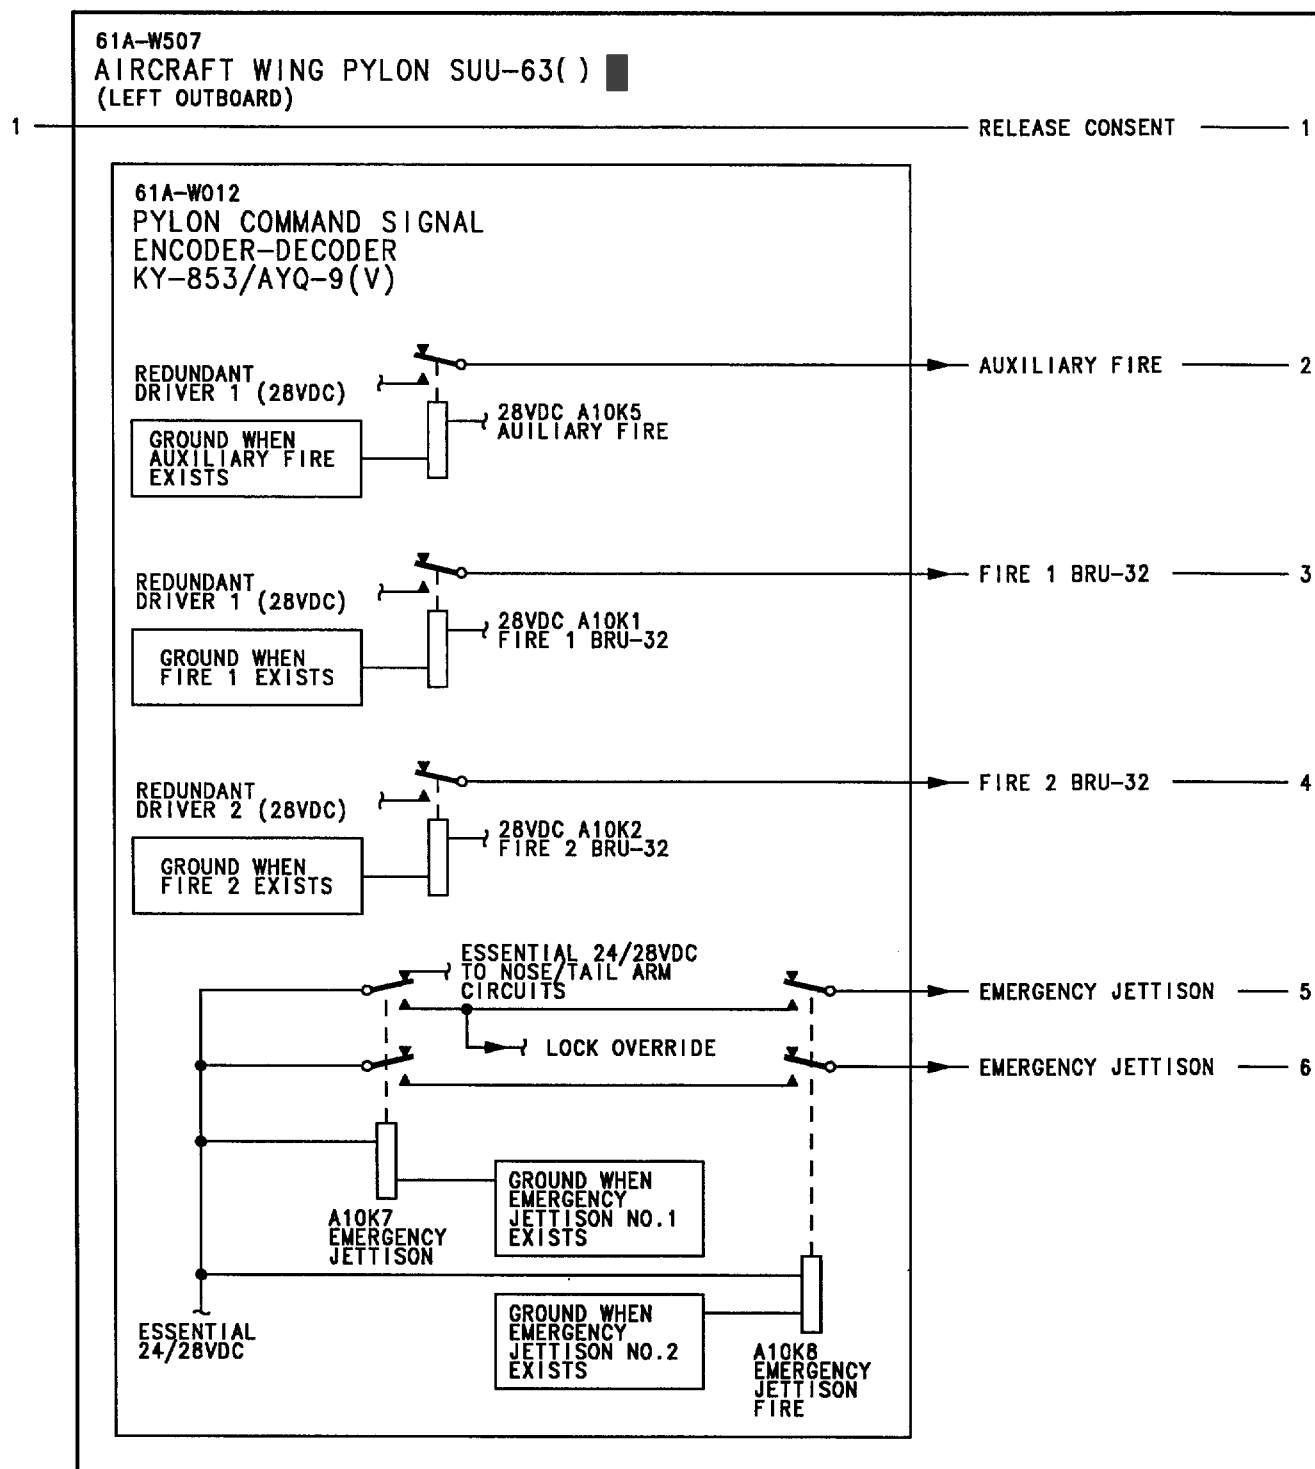 61A-W507
AIRCRAFT WING PYLON SUU-63( )
(LEFT OUTBOARD)
1 RELEASE CONSENT 1
61A-W012
PYLON COMMAND SIGNAL
ENCODER-DECODER
KY-853/AYQ-9(V)
AUXILIARY FIRE 2
REDUNDANT
DRIVER 1 (28VDC)
28VDC A10K5
AUILIARY FIRE
GROUND WHEN
AUXILIARY FIRE
EXISTS
FIRE 1 BRU-32 3
REDUNDANT
DRIVER 1 (28VDC)
28VDC A10K1
FIRE 1 BRU-32
GROUND WHEN
FIRE 1 EXISTS
FIRE 2 BRU-32 4
REDUNDANT
DRIVER 2 (28VDC)
28VDC A10K2
FIRE 2 BRU-32
GROUND WHEN
FIRE 2 EXISTS
ESSENTIAL 24/28VDC
TO NOSE/TAIL ARM
CIRCUITS
EMERGENCY JETTISON 5
LOCK OVERRIDE
EMERGENCY JETTISON 6
GROUND WHEN
EMERGENCY
JETTISON NO.1
EXISTS
A10K7
EMERGENCY
JETTISON
GROUND WHEN
EMERGENCY
JETTISON NO.2
EXISTS
ESSENTIAL
24/28VDC
A10K8
EMERGENCY
JETTISON
FIRE